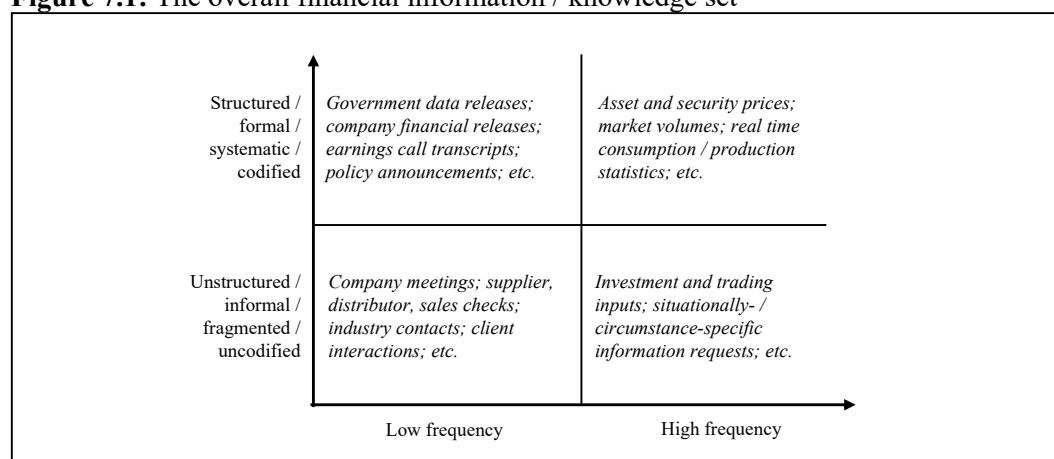 Figure 7.1: The overall financial information / knowledge set
Structured /
formal /
systematic /
codified
Government data releases;
company financial releases;
earnings call transcripts;
policy announcements; etc.
Asset and security prices;
market volumes; real time
consumption / production
statistics; etc.
Unstructured /
informal /
fragmented /
uncodified
Company meetings; supplier,
distributor, sales checks;
industry contacts; client
interactions; etc.
Investment and trading
inputs; situationally- /
circumstance-specific
information requests; etc.
Low frequency
High frequency